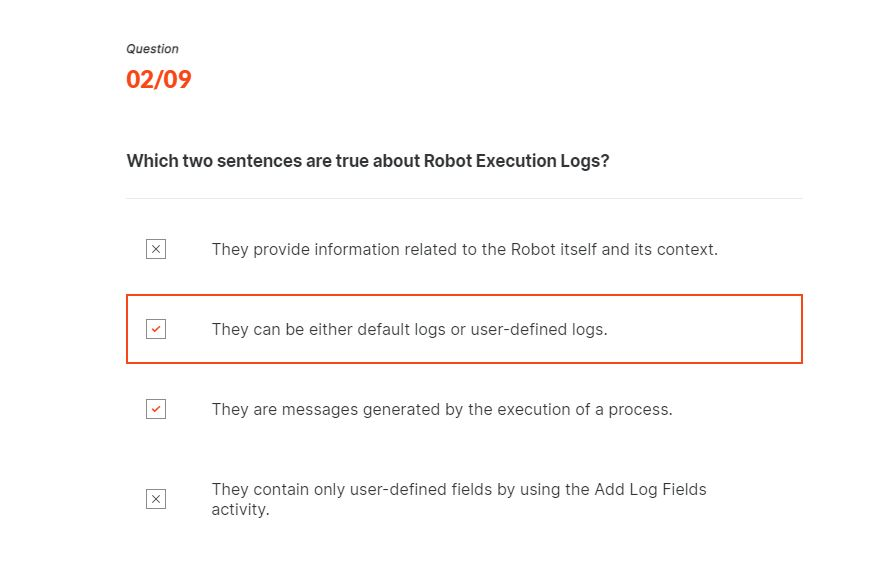 Question
02/09
Which two sentences are true about Robot Execution Logs?
They provide information related to the Robot itself and its context.
They can be either default logs or user-defined logs.
They are messages generated by the execution of a process.
They contain only user-defined fields by using the Add Log Fields
activity.